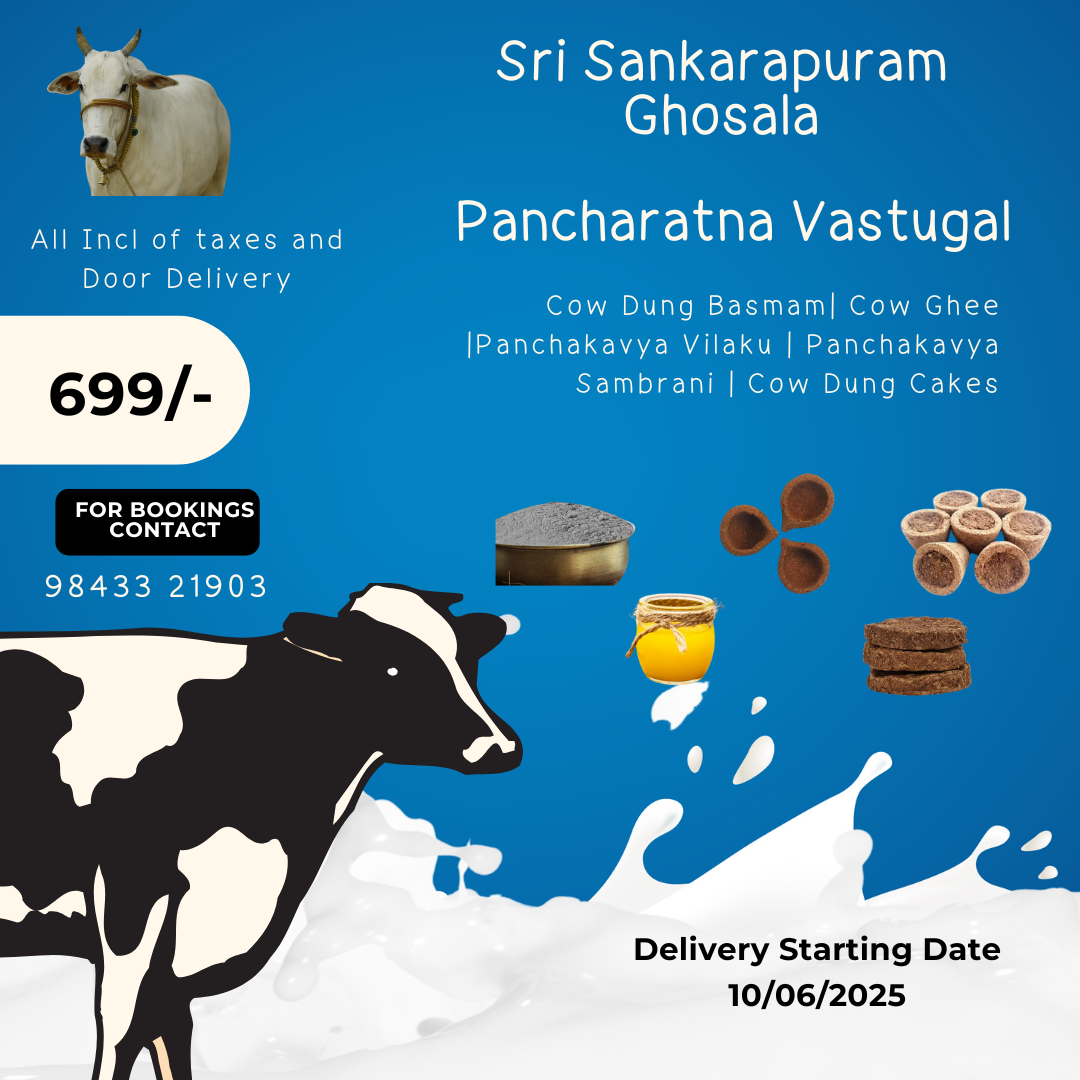 Sri Sankarapuram
Ghosala
Pancharatna Vastugal
Cow Dung Basmam| Cow Ghee
|Panchakavya Vilaku | Panchakavya
Sambrani | Cow Dung Cakes
All Incl of taxes and
Door Delivery
699/-
FOR BOOKINGS
CONTACT
98433 21903
Delivery Starting Date
10/06/2025